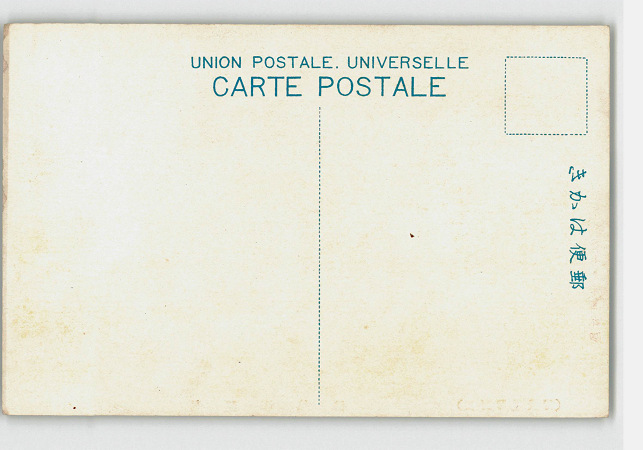 UNION POSTALE. UNIVERSELLE
CARTE POSTALE
きかは便郵